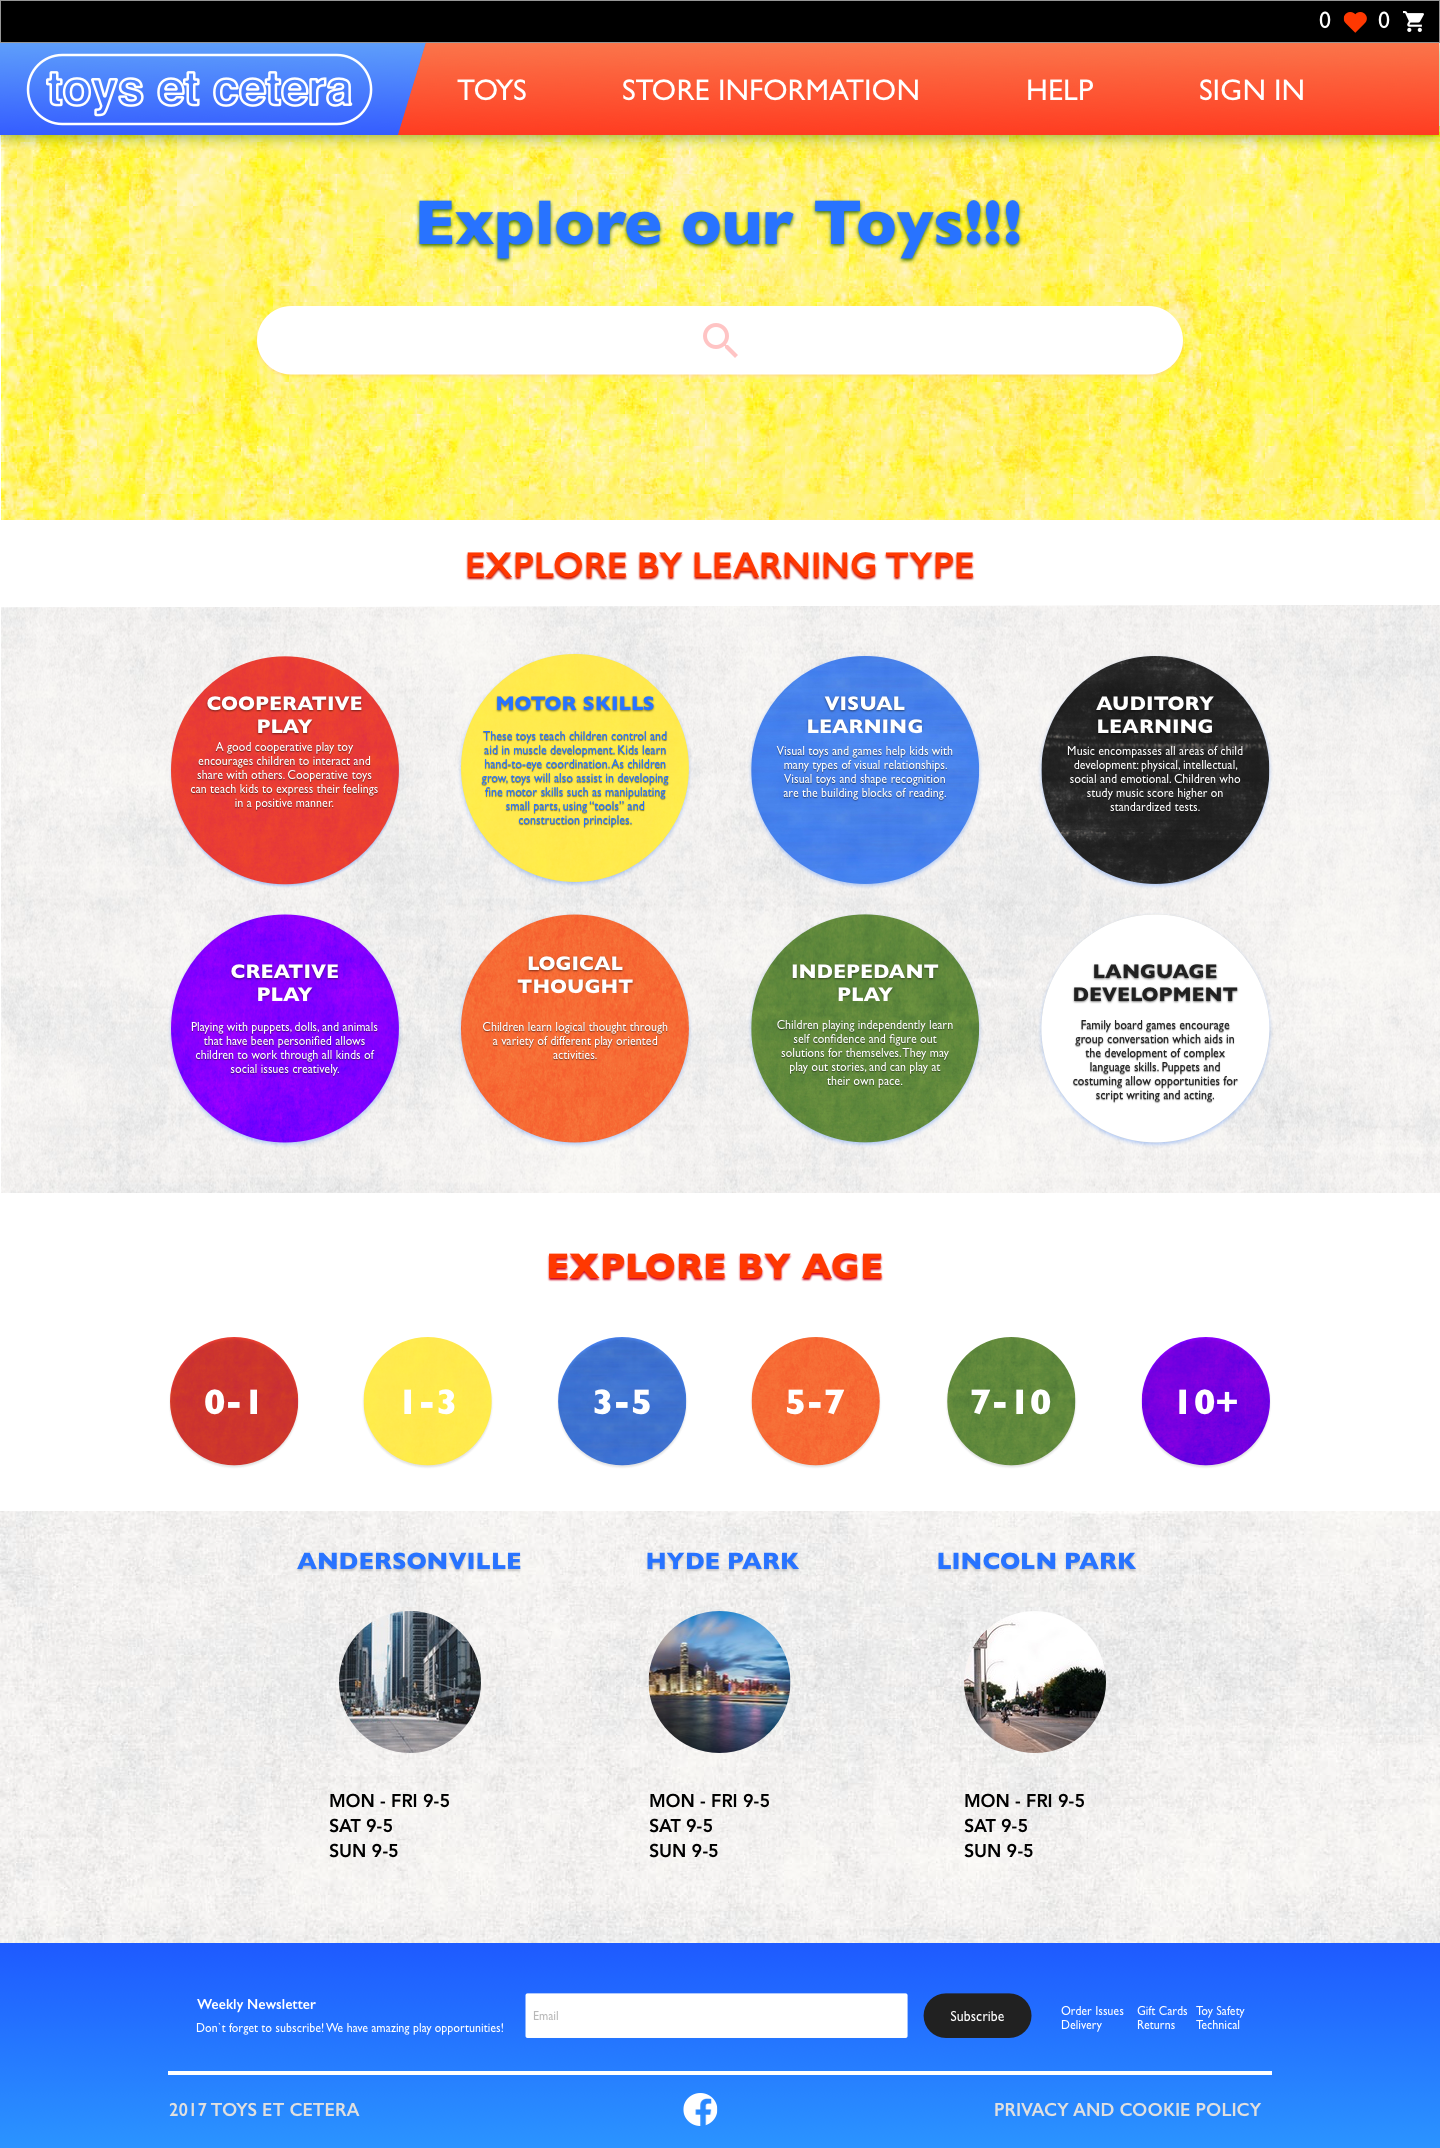 0 0
toys et cetera
TOYS STORE INFORMATION HELP SIGN IN
Explore our Toys!!!
EXPLORE BY LEARNING TYPE
COOPERATIVE
PLAY
A good cooperative play toy
encourages children to interact and
share with others. Cooperative toys
can teach kids to express their feelings
in a positive manner.
MOTOR SKILLS
These toys teach children control and
aid in muscle development. Kids learn
hand-to-eye coordination. As children
grow, toys will also assist in developing
fine motor skills such as manipulating
small parts, using “tools” and
construction principles.
VISUAL
LEARNING
Visual toys and games help kids with
many types of visual relationships.
Visual toys and shape recognition
are the building blocks of reading.
AUDITORY
LEARNING
Music encompasses all areas of child
development: physical, intellectual,
social and emotional. Children who
study music score higher on
standardized tests.
CREATIVE
PLAY
Playing with puppets, dolls, and animals
that have been personified allows
children to work through all kinds of
social issues creatively.
LOGICAL
THOUGHT
Children learn logical thought through
a variety of different play oriented
activities.
INDEPEDANT
PLAY
Children playing independently learn
self confidence and figure out
solutions for themselves. They may
play out stories, and can play at
their own pace.
LANGUAGE
DEVELOPMENT
Family board games encourage
group conversation which aids in
the development of complex
language skills. Puppets and
costuming allow opportunities for
script writing and acting.
EXPLORE BY AGE
0-1 1-3 3-5 5-7 7-10 10+
ANDERSONVILLE
MON - FRI 9-5
SAT 9-5
SUN 9-5
HYDE PARK
MON - FRI 9-5
SAT 9-5
SUN 9-5
LINCOLN PARK
MON - FRI 9-5
SAT 9-5
SUN 9-5
Weekly Newsletter
Don`t forget to subscribe! We have amazing play opportunities!
Email
Subscribe
Order Issues Gift Cards Toy Safety
Delivery Returns Technical
2017 TOYS ET CETERA
PRIVACY AND COOKIE POLICY